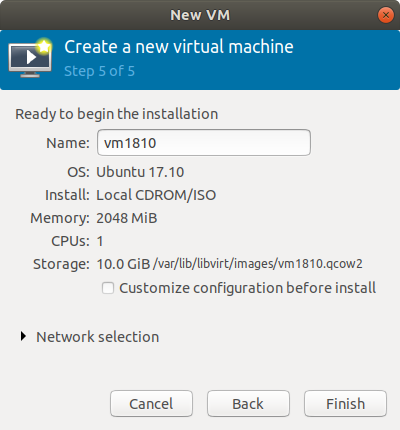 New VM
Create a new virtual machine
Step 5 of 5
Ready to begin the installation
Name: vm1810
OS: Ubuntu 17.10
Install: Local CDROM/ISO
Memory: 2048 MiB
CPUs: 1
Storage: 10.0 GiB /var/lib/libvirt/images/vm1810.qcow2
Customize configuration before install
Network selection
Cancel Back Finish